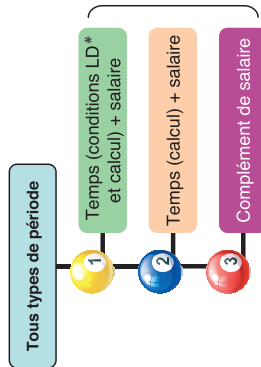 Tous types de période
1
Temps (conditions LD*
et calcul) + salaire
2
Temps (calcul) + salaire
3
Complément de salaire